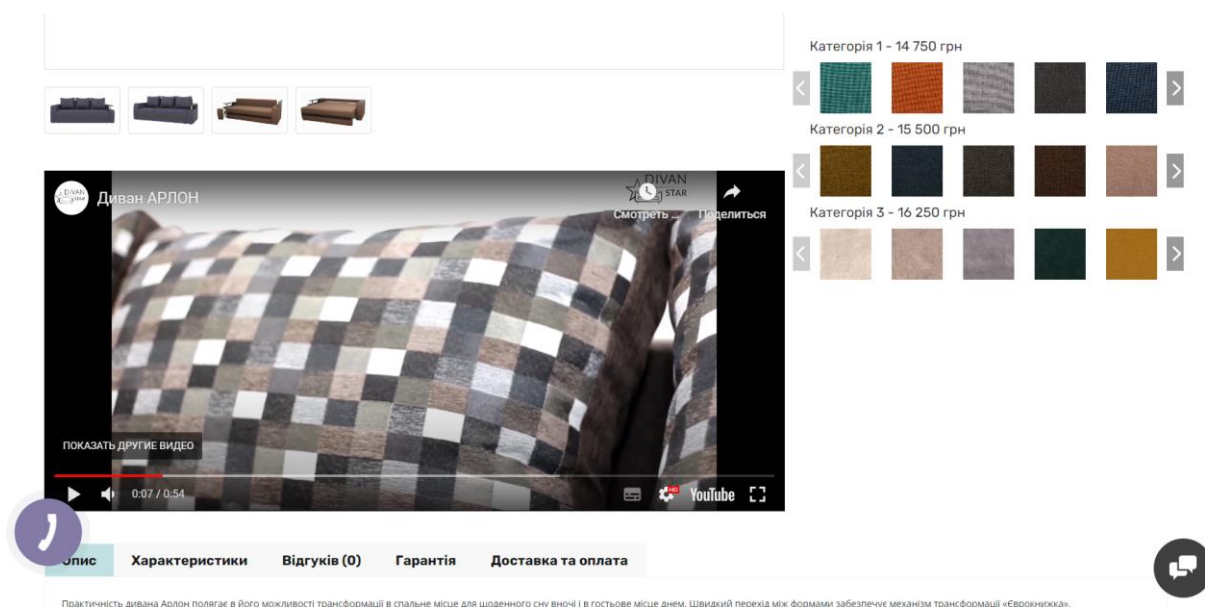 Категорія 1 - 14 750 грн
Категорія 2 - 15 500 грн
Категорія 3 - 16 250 грн
DIVAN
STAR
Диван АРЛОН
DIVAN
STAR
Смотреть ...
Поделиться
ПОКАЗАТЬ ДРУГИЕ ВИДЕО
0:07 / 0:54
HD
YouTube
Опис
Характеристики
Відгуків (0)
Гарантія
Доставка та оплата
Практичність дивана Арлон полягає в його можливості трансформації в спальне місце для щоденного сну вночі і в гостьове місце днем. Швидкий перехід між формами забезпечує механізм трансформації «Єврокнижка».